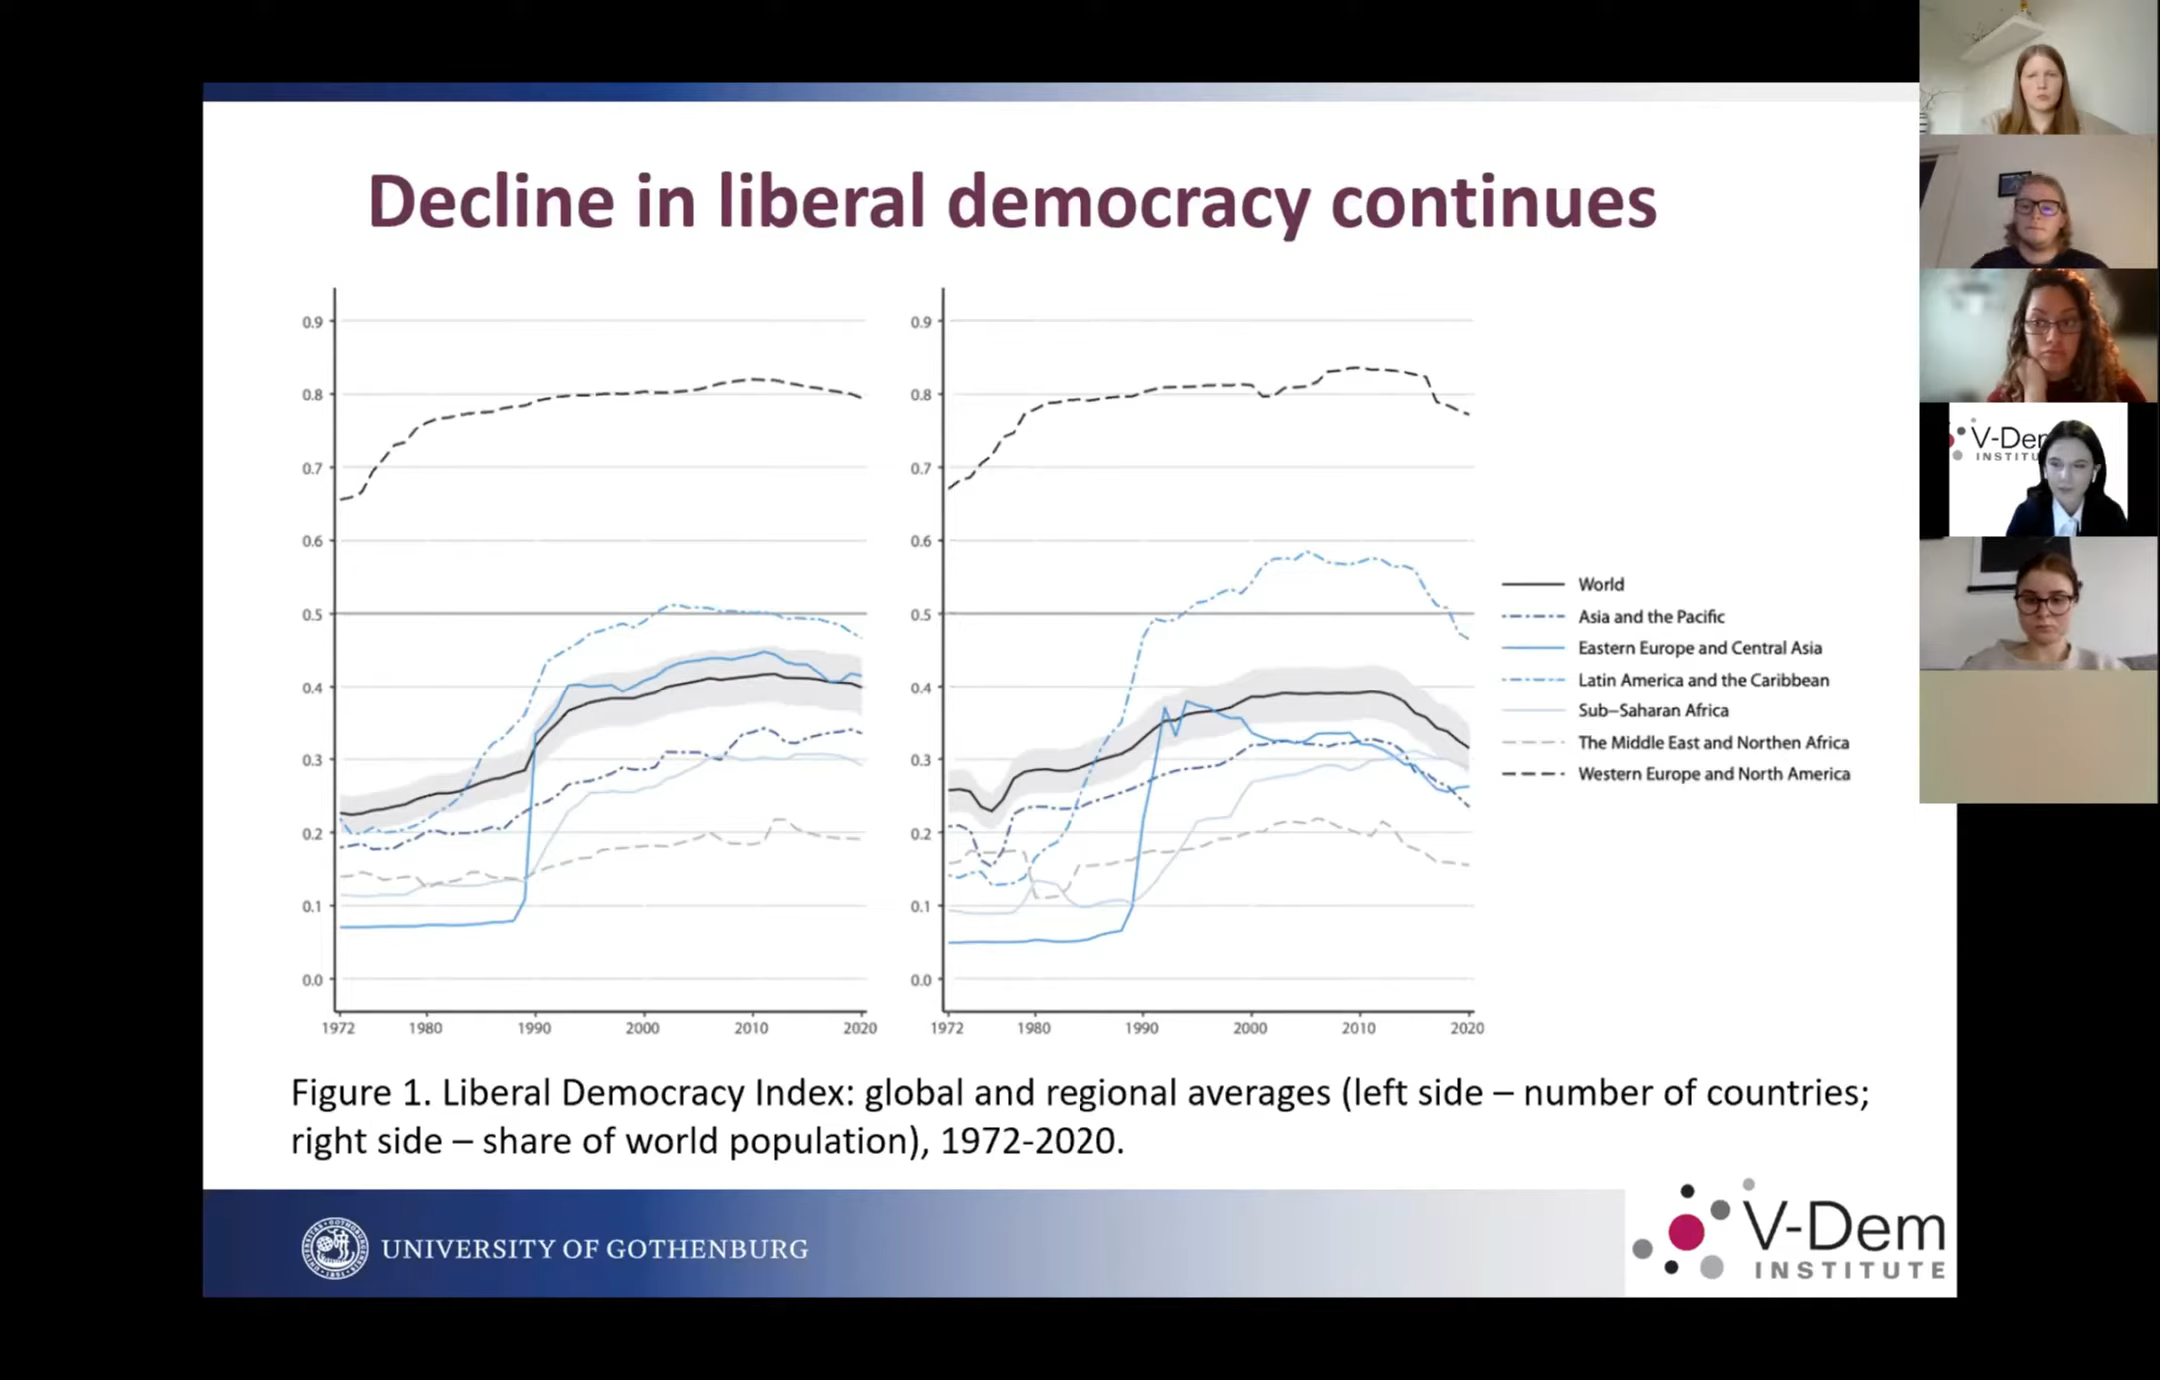 Decline in liberal democracy continues
0.9
0.8
0.7
0.6
0.5
0.4
0.3
0.2
0.1
0.0
1972 1980 1990 2000 2010 2020
0.9
0.8
0.7
0.6
0.5
0.4
0.3
0.2
0.1
0.0
1972 1980 1990 2000 2010 2020
World
Asia and the Pacific
Eastern Europe and Central Asia
Latin America and the Caribbean
Sub–Saharan Africa
The Middle East and Northen Africa
Western Europe and North America
Figure 1. Liberal Democracy Index: global and regional averages (left side – number of countries;
right side – share of world population), 1972-2020.
UNIVERSITY OF GOTHENBURG
V-Dem
INSTITUTE
V-Der
INSTITU